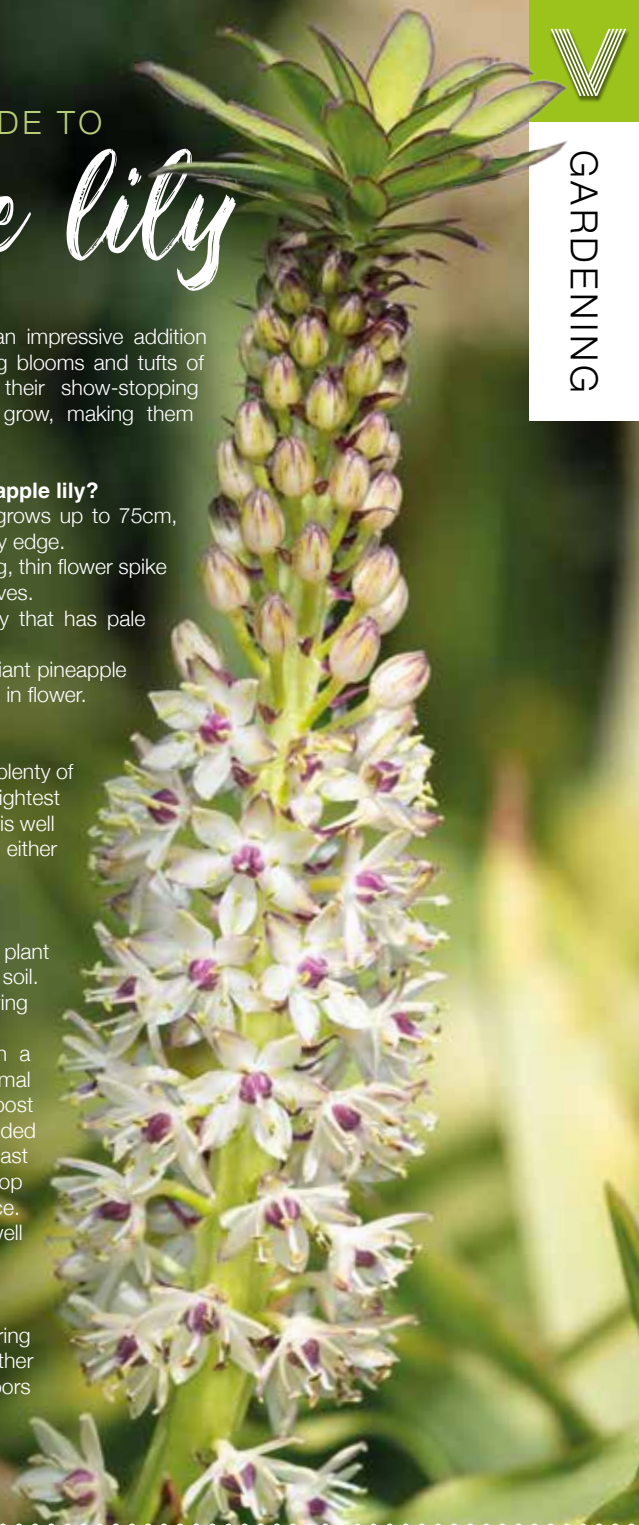 V
GARDENING
DE TO
e lily
an impressive addition
g blooms and tufts of
their show-stopping
grow, making them
apple lily?
grows up to 75cm,
y edge.
g, thin flower spike
ves.
y that has pale
iant pineapple
in flower.
plenty of
ightest
is well
either
plant
soil.
ing
n a
mal
post
ded
ast
op
ce.
vell
ring
ther
oors